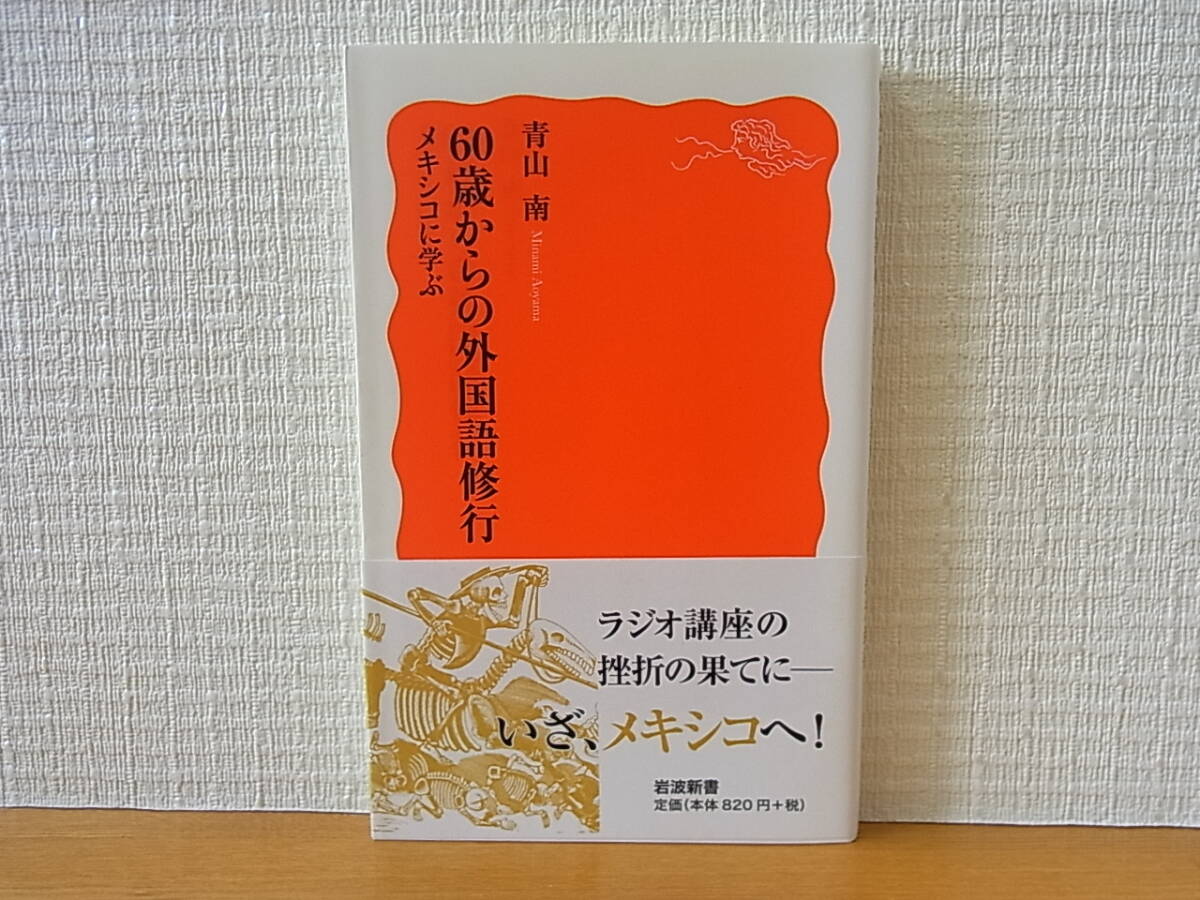 青山 南 Minami Aoyama
60歳からの外国語修行
メキシコに学ぶ
ラジオ講座の
挫折の果てに―
いざ、メキシコへ!
岩波新書
定価(本体820円+税)